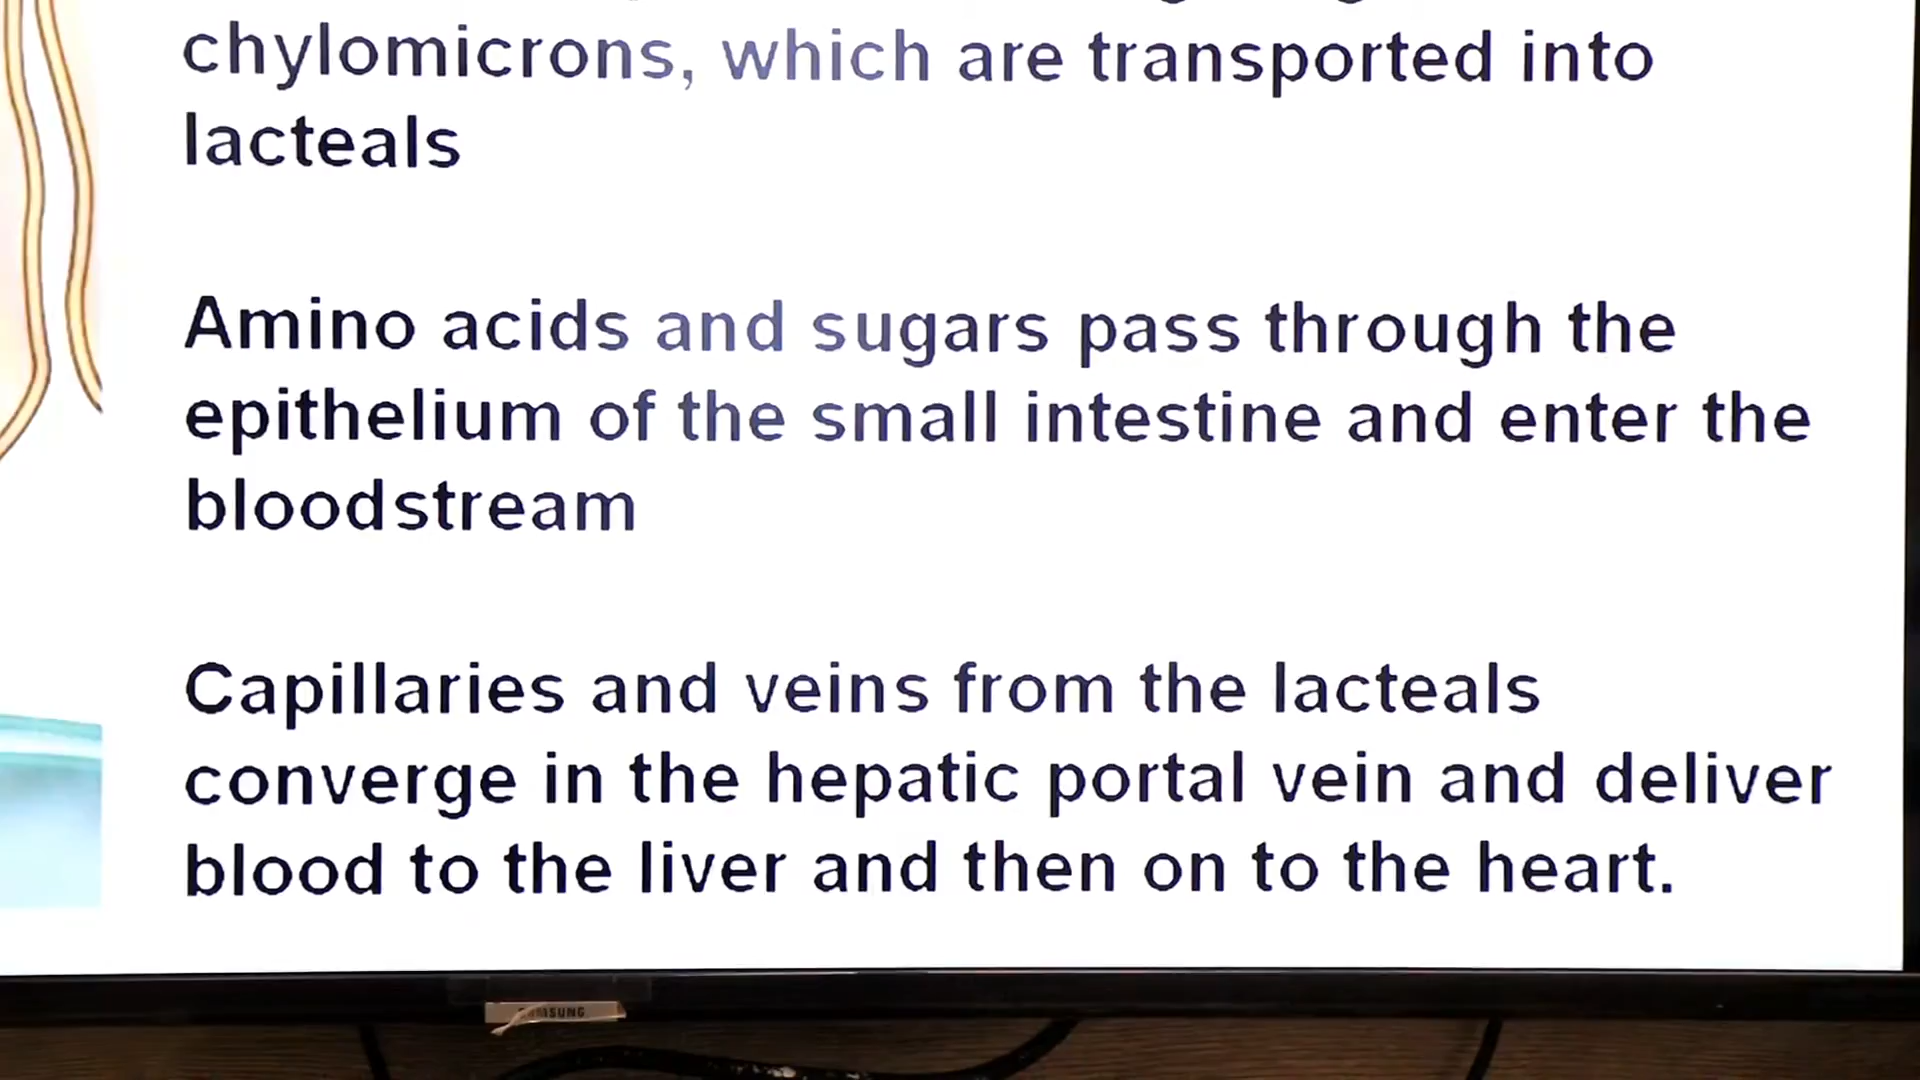 chylomicrons, which are transported into
lacteals
Amino acids and sugars pass through the
epithelium of the small intestine and enter the
bloodstream
Capillaries and veins from the lacteals
converge in the hepatic portal vein and deliver
blood to the liver and then on to the heart.
SAMSUNG